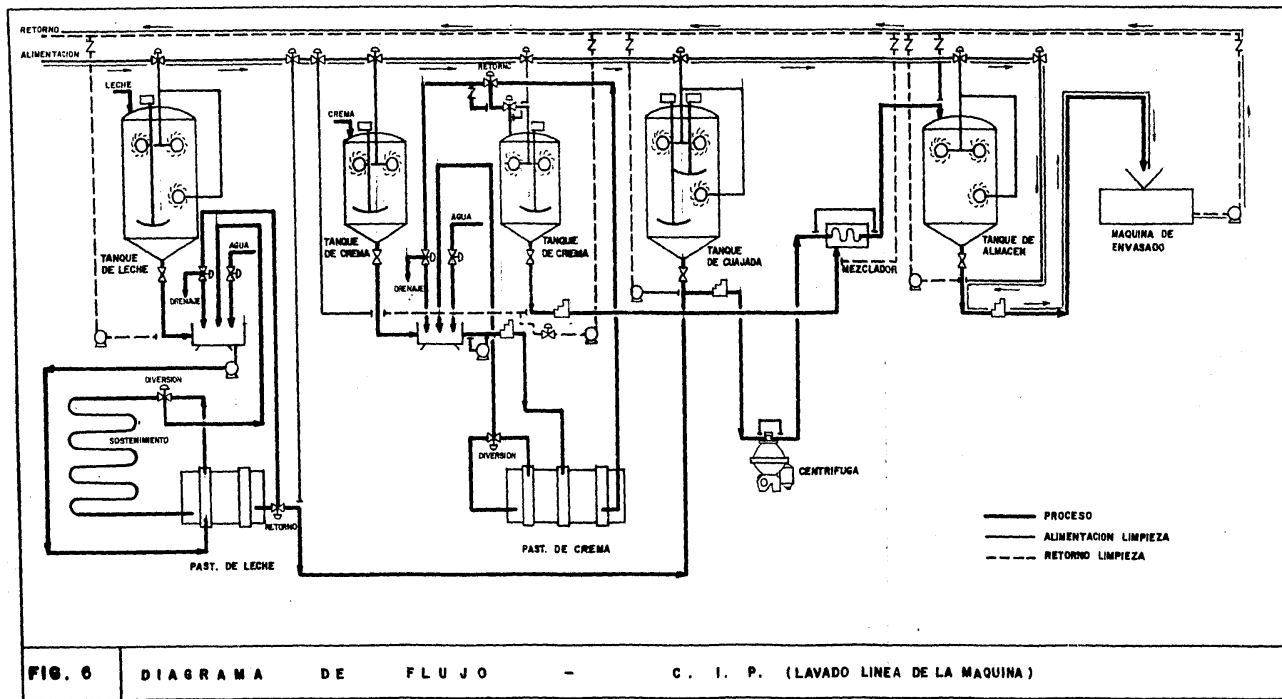 RETORNO
ALIMENTACION
LECHE
TANQUE
DE LECHE
AGUA
DRENAJE
DIVERSION
SOSTENIMIENTO
RETORNO
PAST. DE LECHE
CREMA
RETORNO
TANQUE
DE CREMA
AGUA
DRENAJE
TANQUE
DE CREMA
DIVERSION
PAST. DE CREMA
TANQUE
DE CUAJADA
MEZCLADOR
CENTRIFUGA
TANQUE DE
ALMACEN
MAQUINA DE
ENVASADO
PROCESO
ALIMENTACION LIMPIEZA
RETORNO LIMPIEZA
FIG. 6
DIAGRAMA DE FLUJO - C. I. P. (LAVADO LINEA DE LA MAQUINA)